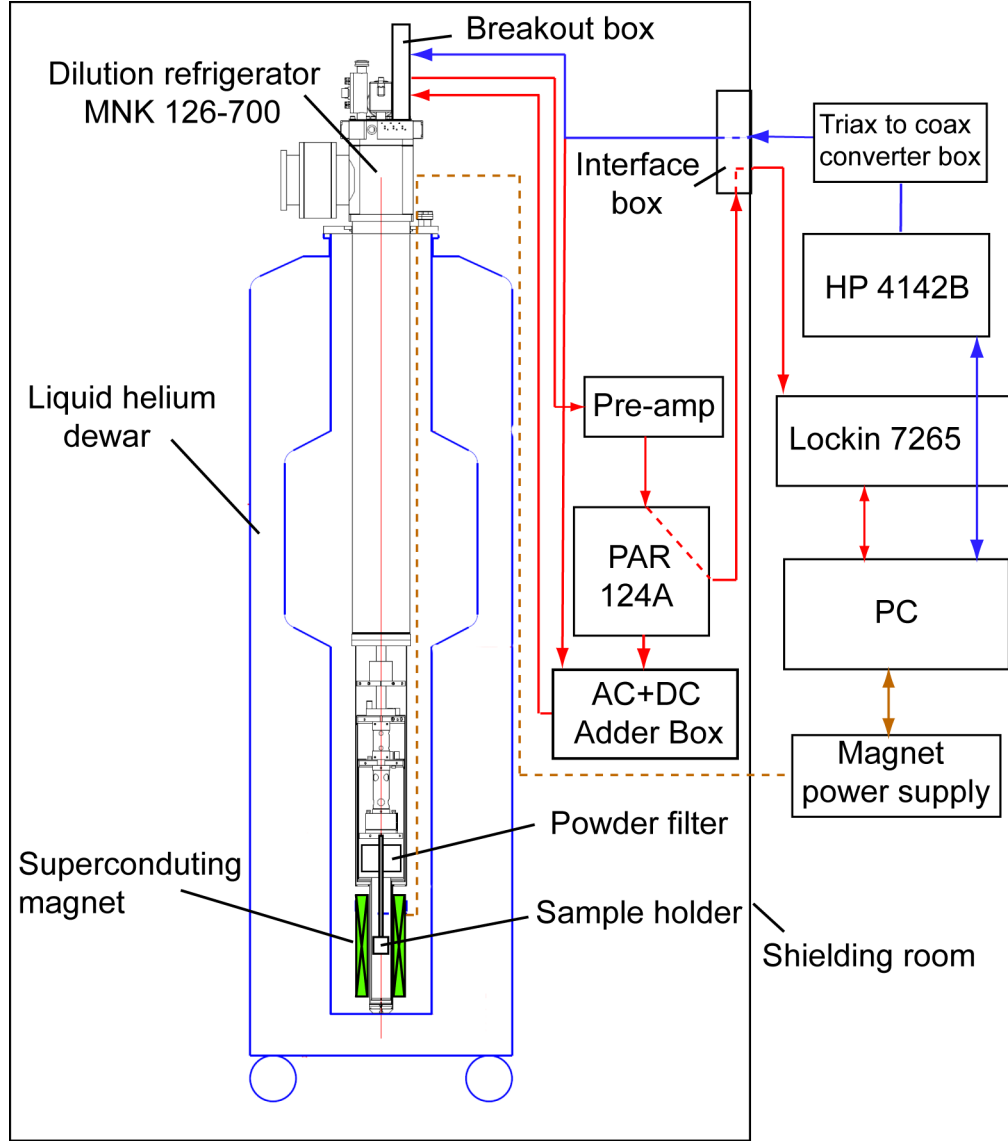 Breakout box
Dilution refrigerator
MNK 126-700
Triax to coax
converter box
Interface
box
HP 4142B
Liquid helium
dewar
Pre-amp
Lockin 7265
PAR
124A
PC
AC+DC
Adder Box
Magnet
power supply
Powder filter
Superconduting
magnet
Sample holder
Shielding room